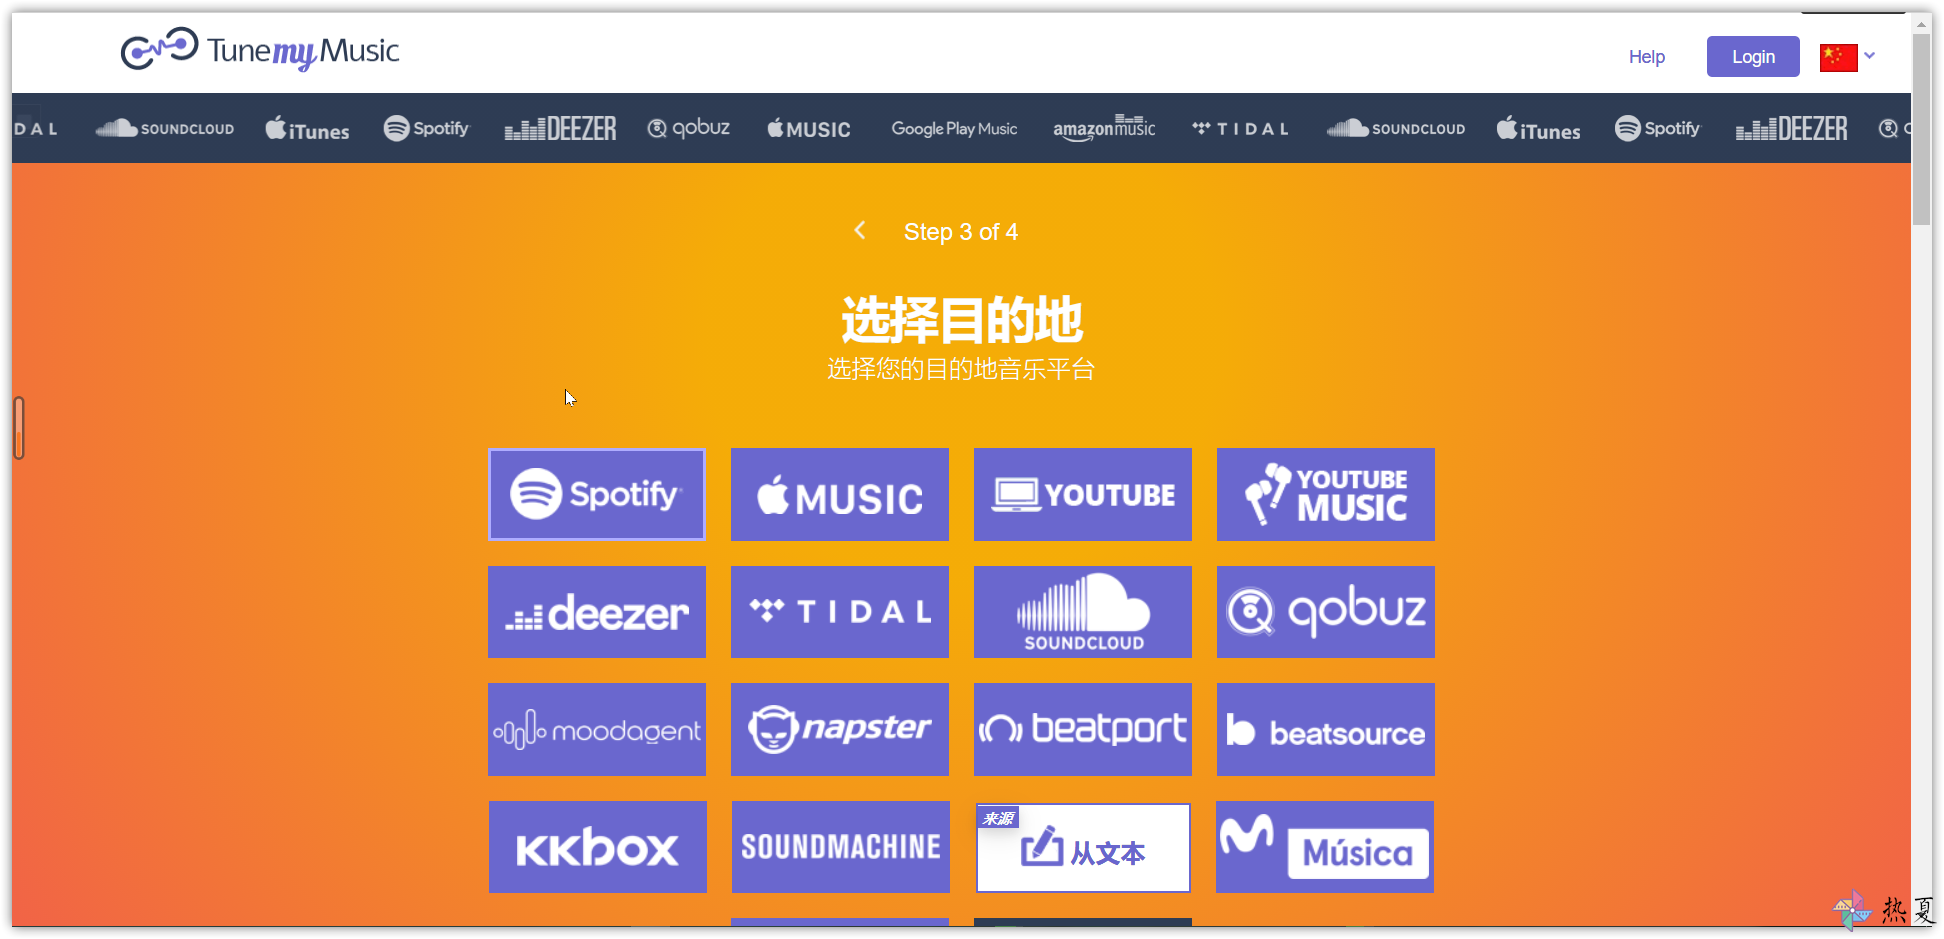 TunemyMusic
Help
Login
DAL SOUNDCLOUD iTunes Spotify DEEZER qobuz MUSIC Google Play Music amazon music TIDAL SOUNDCLOUD iTunes Spotify DEEZER
Step 3 of 4
选择目的地
选择您的目的地音乐平台
Spotify MUSIC YOUTUBE YOUTUBE MUSIC
deezer TIDAL SOUNDCLOUD qobuz
moodagent napster beatport beatsource
KKBOX SOUNDMACHINE 来源 从文本 Música
热夏